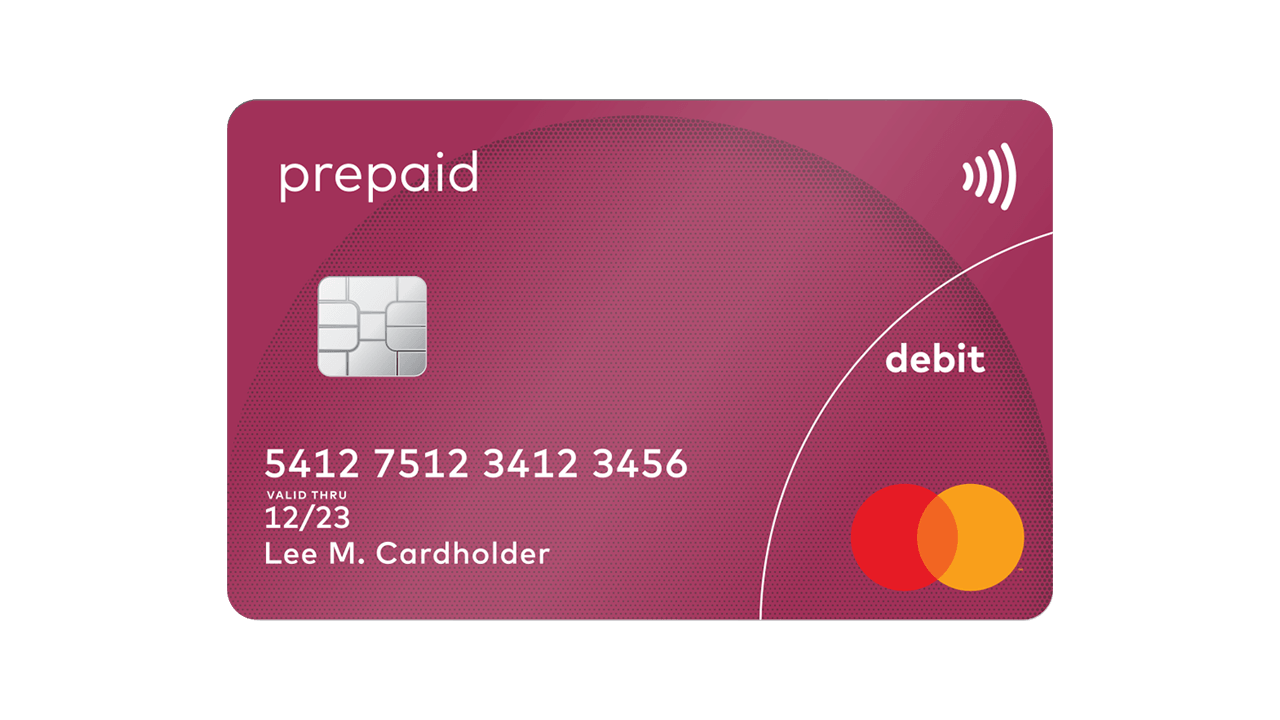 prepaid
debit
5412 7512 3412 3456
VALID THRU
12/23
Lee M. Cardholder